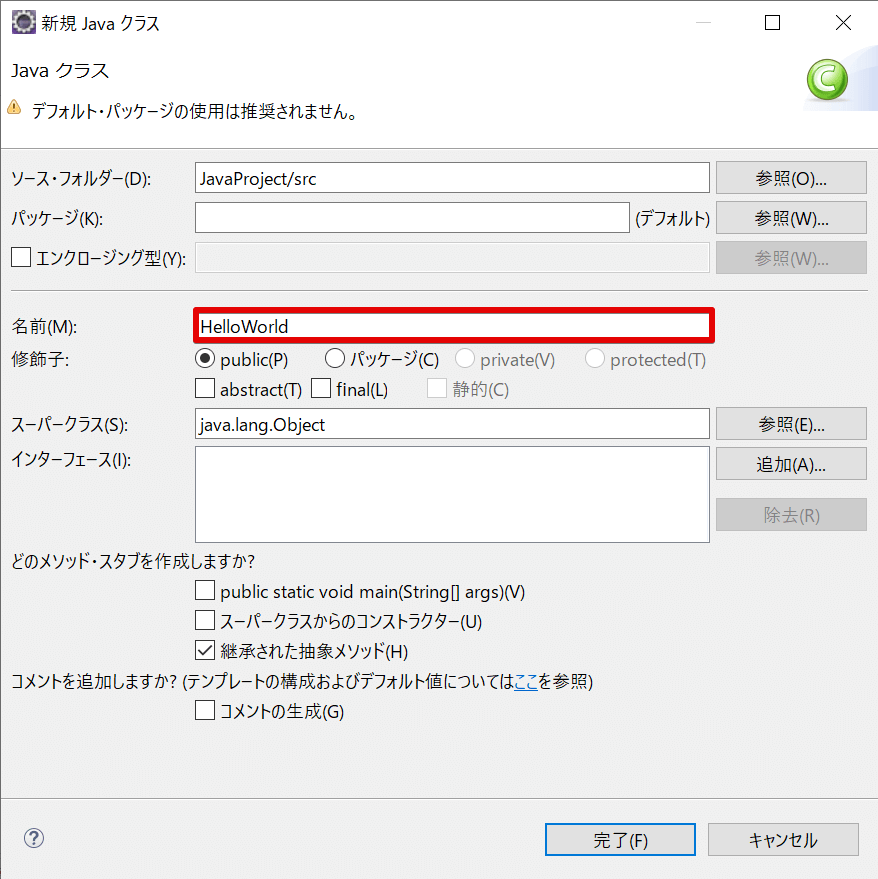 新規 Java クラス
Java クラス
デフォルト・パッケージの使用は推奨されません。
ソース・フォルダー(D): JavaProject/src 参照(O)...
パッケージ(K): (デフォルト) 参照(W)...
エンクロージング型(Y): 参照(W)...
名前(M): HelloWorld
修飾子: public(P) パッケージ(C) private(V) protected(T)
abstract(T) final(L) 静的(C)
スーパークラス(S): java.lang.Object 参照(E)...
インターフェース(I): 追加(A)...
除去(R)
どのメソッド・スタブを作成しますか?
public static void main(String[] args)(V)
スーパークラスからのコンストラクター(U)
継承された抽象メソッド(H)
コメントを追加しますか? (テンプレートの構成およびデフォルト値についてはここを参照)
コメントの生成(G)
? 完了(F) キャンセル